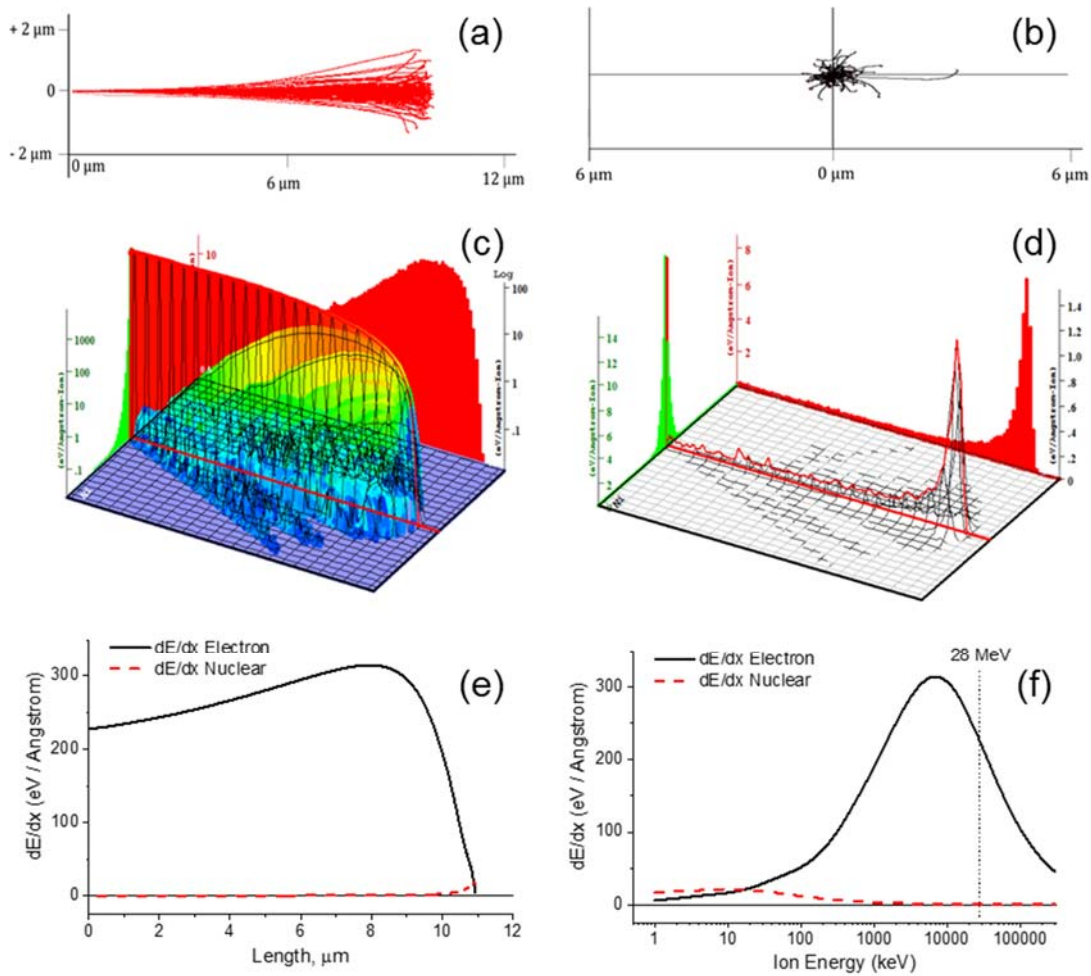 (a)
+ 2 µm
0
- 2 µm
0 µm
6 µm
12 µm
(b)
6 µm
0 µm
6 µm
(c)
10
Log
100
10
1
.1
1000
100
10
1
.1
(eV/Angstrom-Ion)
(eV/Angstrom-Ion)
(d)
8
6
4
2
(eV/Angstrom-Ion)
14
12
10
8
6
4
2
(eV/Angstrom-Ion)
1.4
1.2
1.0
.8
.6
.4
.2
0
(eV/Angstrom-Ion)
(e)
dE/dx Electron
dE/dx Nuclear
dE/dx (eV / Angstrom)
300
200
100
0
0 2 4 6 8 10 12
Length, µm
(f)
dE/dx Electron
dE/dx Nuclear
28 MeV
dE/dx (eV / Angstrom)
300
200
100
0
1 10 100 1000 10000 100000
Ion Energy (keV)